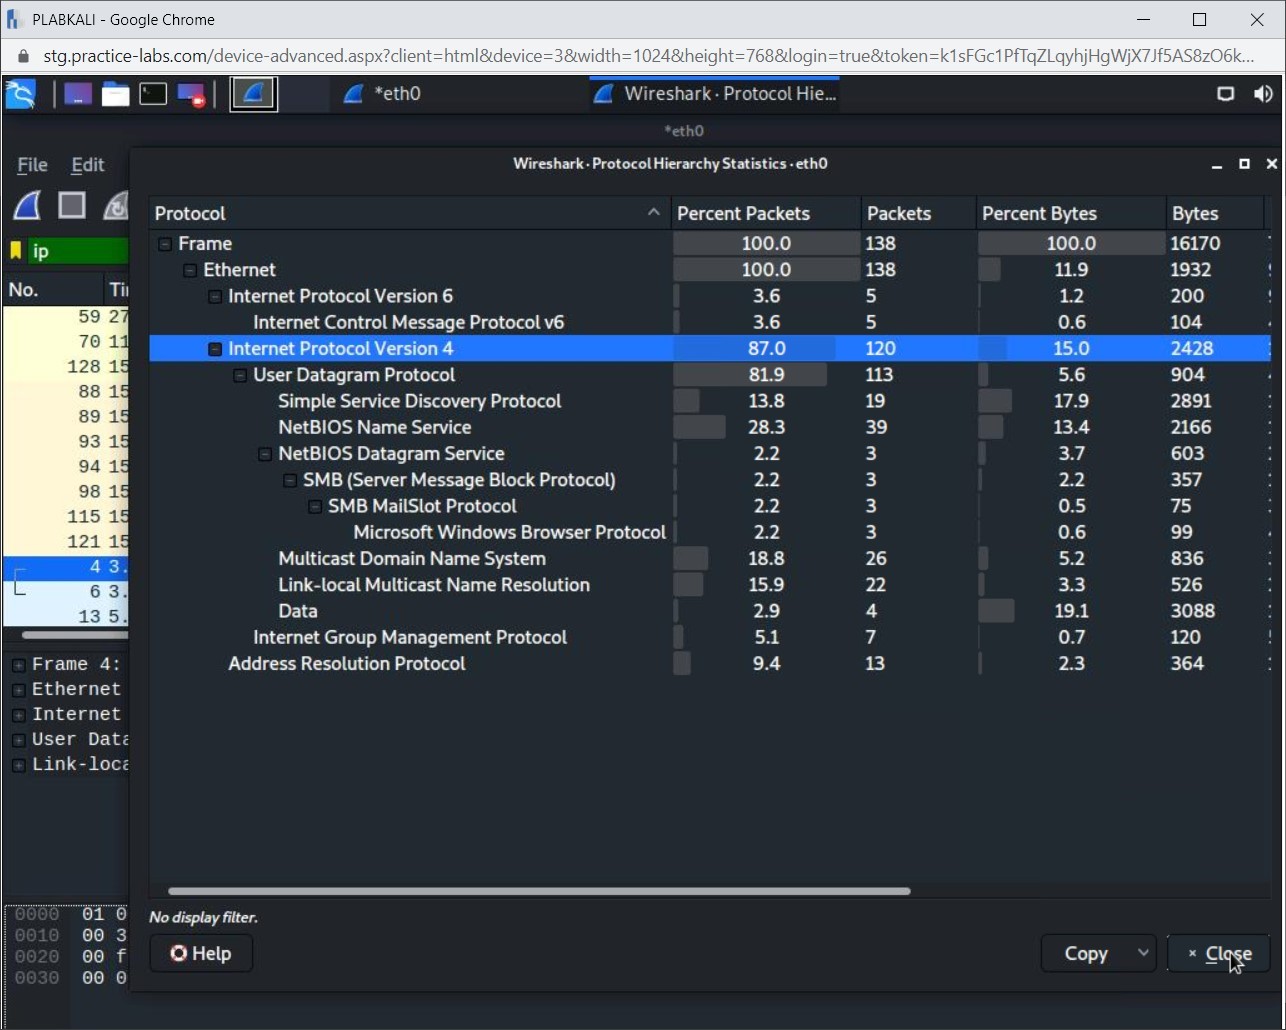 PLABKALI - Google Chrome
stg.practice-labs.com/device-advanced.aspx?client=html&device=3&width=1024&height=768&login=true&token=k1sFGc1PfTqZLqyhjHgWjX7Jf5AS8zO6k...
*eth0 Wireshark · Protocol Hie...
*eth0
File Edit
Wireshark · Protocol Hierarchy Statistics · eth0
ip
No. Ti
59 27
70 11
128 15
88 15
89 15
93 15
94 15
98 15
115 15
121 15
4 3.
6 3.
13 5.
Protocol Percent Packets Packets Percent Bytes Bytes
Frame 100.0 138 100.0 16170
Ethernet 100.0 138 11.9 1932
Internet Protocol Version 6 3.6 5 1.2 200
Internet Control Message Protocol v6 3.6 5 0.6 104
Internet Protocol Version 4 87.0 120 15.0 2428
User Datagram Protocol 81.9 113 5.6 904
Simple Service Discovery Protocol 13.8 19 17.9 2891
NetBIOS Name Service 28.3 39 13.4 2166
NetBIOS Datagram Service 2.2 3 3.7 603
SMB (Server Message Block Protocol) 2.2 3 2.2 357
SMB MailSlot Protocol 2.2 3 0.5 75
Microsoft Windows Browser Protocol 2.2 3 0.6 99
Multicast Domain Name System 18.8 26 5.2 836
Link-local Multicast Name Resolution 15.9 22 3.3 526
Data 2.9 4 19.1 3088
Internet Group Management Protocol 5.1 7 0.7 120
Address Resolution Protocol 9.4 13 2.3 364
Frame 4:
Ethernet
Internet
User Data
Link-loca
0000 01 0
0010 00 3
0020 00 f
0030 00 0
No display filter.
Help Copy Close